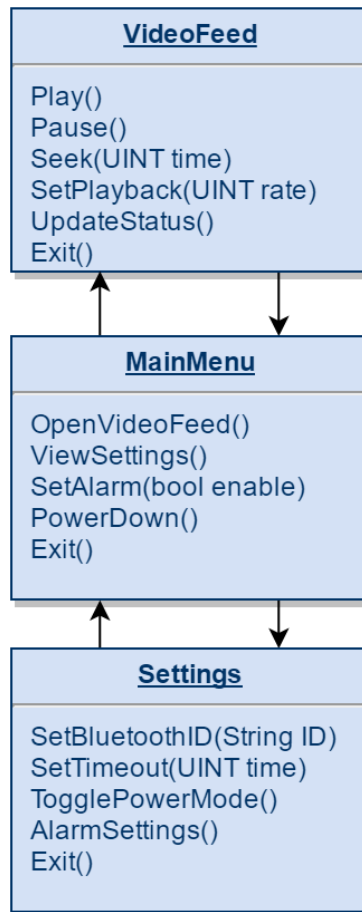 VideoFeed
Play()
Pause()
Seek(UINT time)
SetPlayback(UINT rate)
UpdateStatus()
Exit()
MainMenu
OpenVideoFeed()
ViewSettings()
SetAlarm(bool enable)
PowerDown()
Exit()
Settings
SetBluetoothID(String ID)
SetTimeout(UINT time)
TogglePowerMode()
AlarmSettings()
Exit()